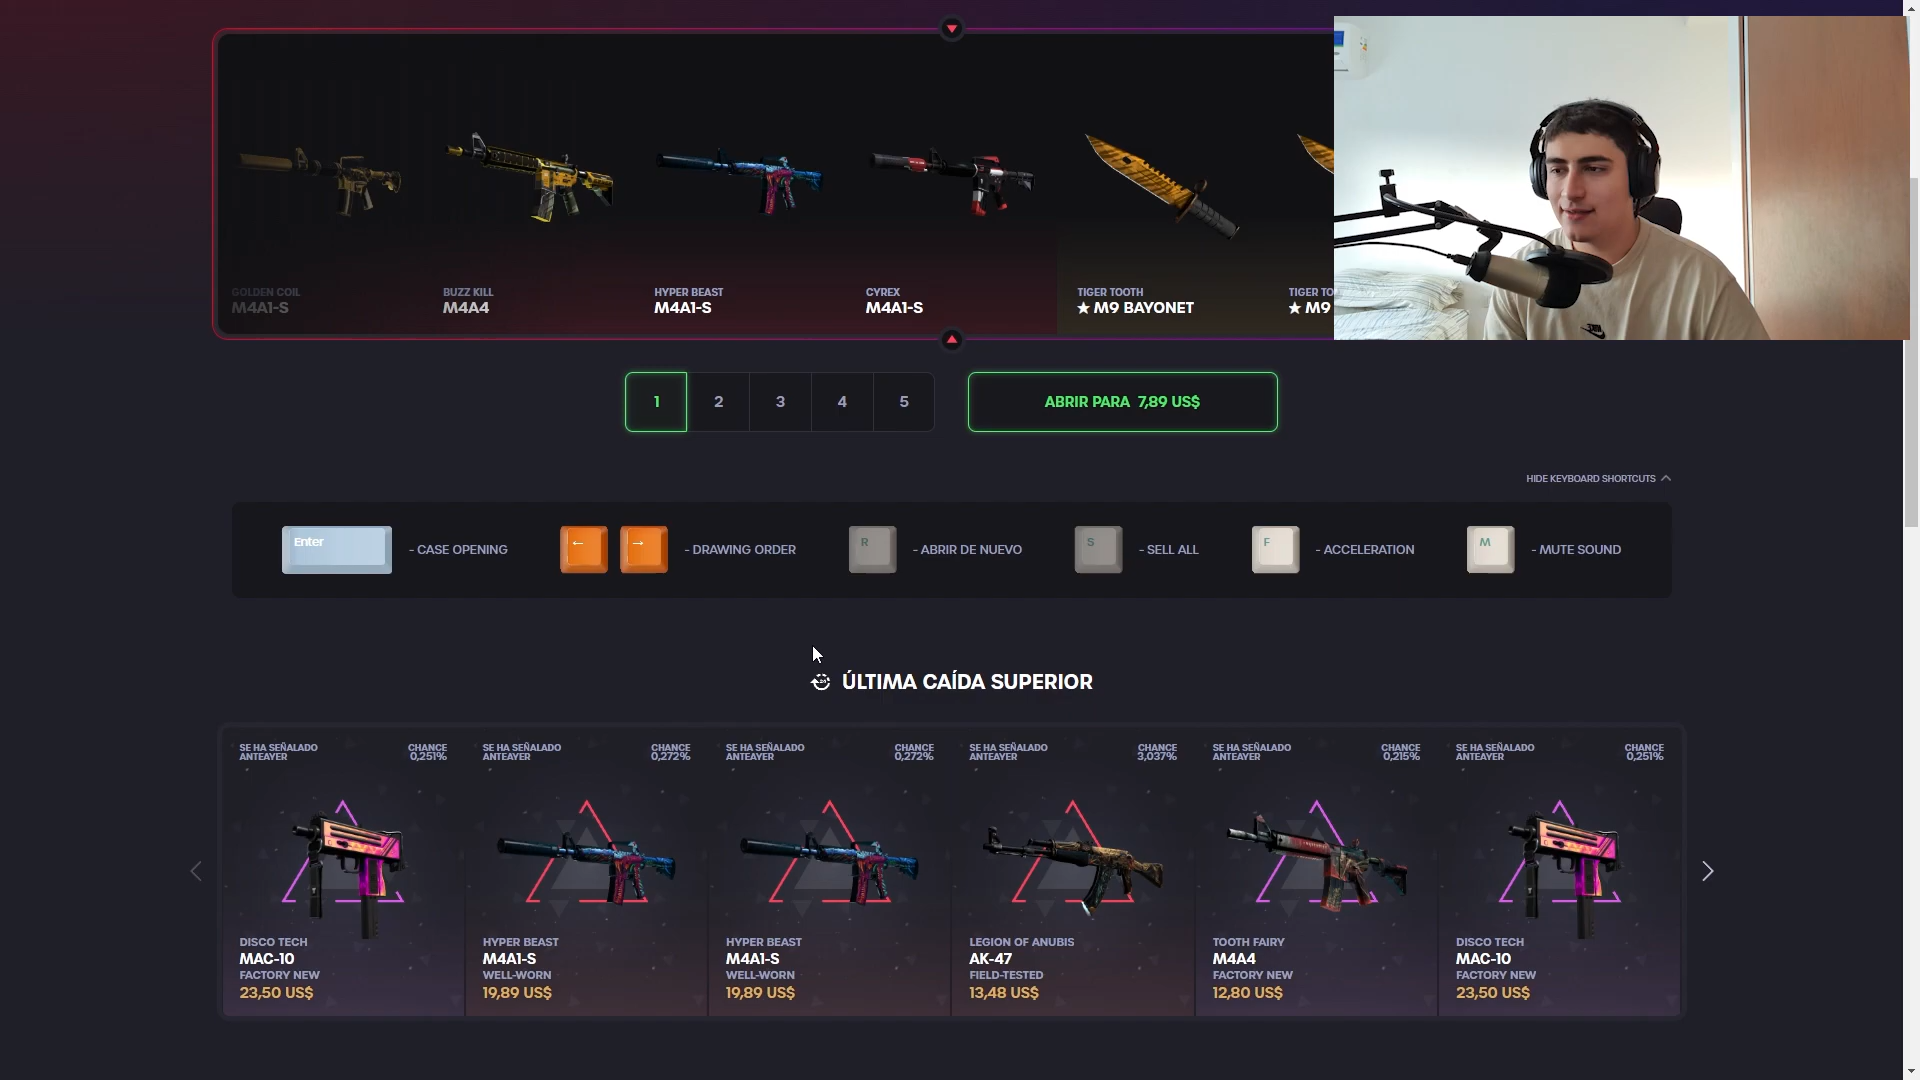 GOLDEN COIL
M4A1-S
BUZZ KILL
M4A4
HYPER BEAST
M4A1-S
CYREX
M4A1-S
TIGER TOOTH
★ M9 BAYONET
TIGER TO
★ M9
1
2
3
4
5
ABRIR PARA 7,89 US$
HIDE KEYBOARD SHORTCUTS
Enter
- CASE OPENING
←
→
- DRAWING ORDER
R
- ABRIR DE NUEVO
S
- SELL ALL
F
- ACCELERATION
M
- MUTE SOUND
ÚLTIMA CAÍDA SUPERIOR
SE HA SEÑALADO
ANTEAYER
CHANCE
0,251%
DISCO TECH
MAC-10
FACTORY NEW
23,50 US$
SE HA SEÑALADO
ANTEAYER
CHANCE
0,272%
HYPER BEAST
M4A1-S
WELL-WORN
19,89 US$
SE HA SEÑALADO
ANTEAYER
CHANCE
0,272%
HYPER BEAST
M4A1-S
WELL-WORN
19,89 US$
SE HA SEÑALADO
ANTEAYER
CHANCE
3,037%
LEGION OF ANUBIS
AK-47
FIELD-TESTED
13,48 US$
SE HA SEÑALADO
ANTEAYER
CHANCE
0,215%
TOOTH FAIRY
M4A4
FACTORY NEW
12,80 US$
SE HA SEÑALADO
ANTEAYER
CHANCE
0,251%
DISCO TECH
MAC-10
FACTORY NEW
23,50 US$